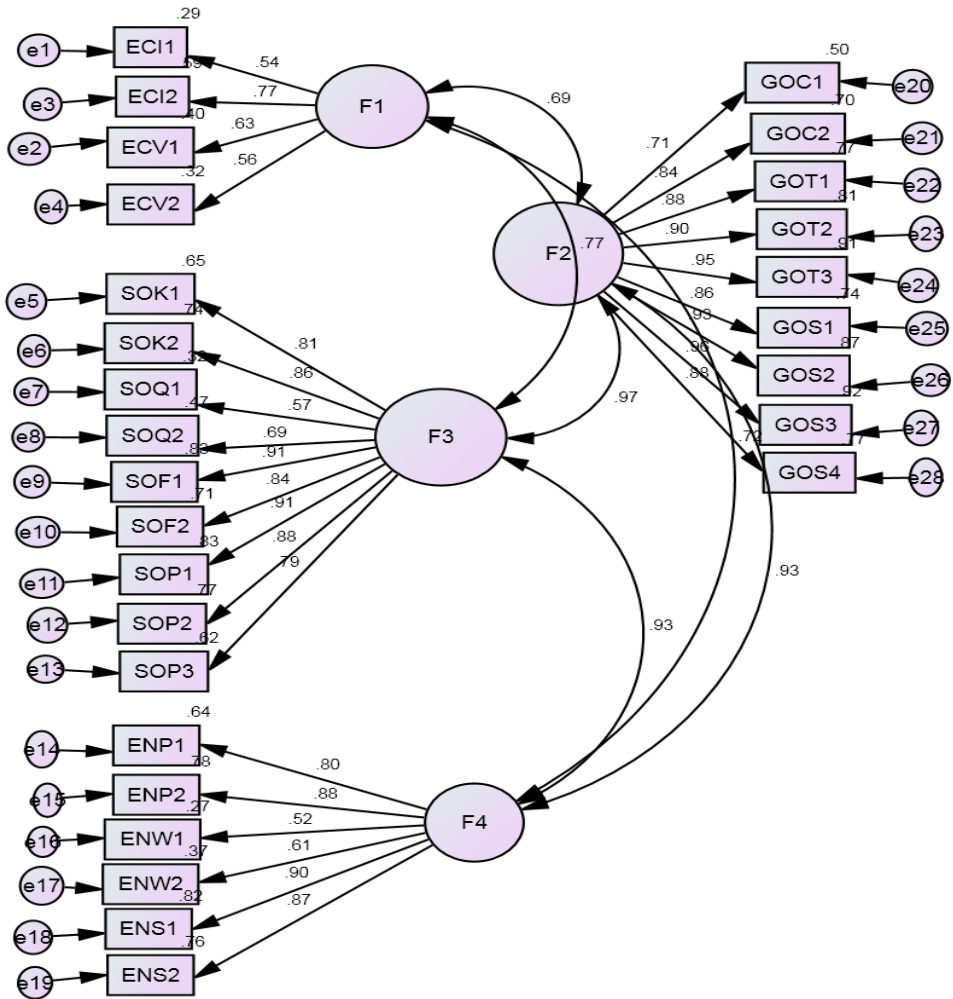 .29
e1 ECI1 .54
.59
e3 ECI2 .77
.40
e2 ECV1 .63
.32
e4 ECV2 .56
F1
.69
F2
.77
.50
GOC1 e20
.71
.70
GOC2 e21
.84
.77
GOT1 e22
.88
.81
GOT2 e23
.90
.91
GOT3 e24
.95
.74
GOS1 e25
.86
.87
GOS2 e26
.93
.92
GOS3 e27
.96
.77
GOS4 e28
.88
.72
.65
e5 SOK1 .81
.74
e6 SOK2 .86
.32
e7 SOQ1 .57
.47
e8 SOQ2 .69
.83
e9 SOF1 .91
.71
e10 SOF2 .84
.83
e11 SOP1 .91
.77
e12 SOP2 .88
.62
e13 SOP3 .79
F3
.97
.93
.93
.64
e14 ENP1 .80
.78
e15 ENP2 .88
.27
e16 ENW1 .52
.37
e17 ENW2 .61
.82
e18 ENS1 .90
.76
e19 ENS2 .87
F4